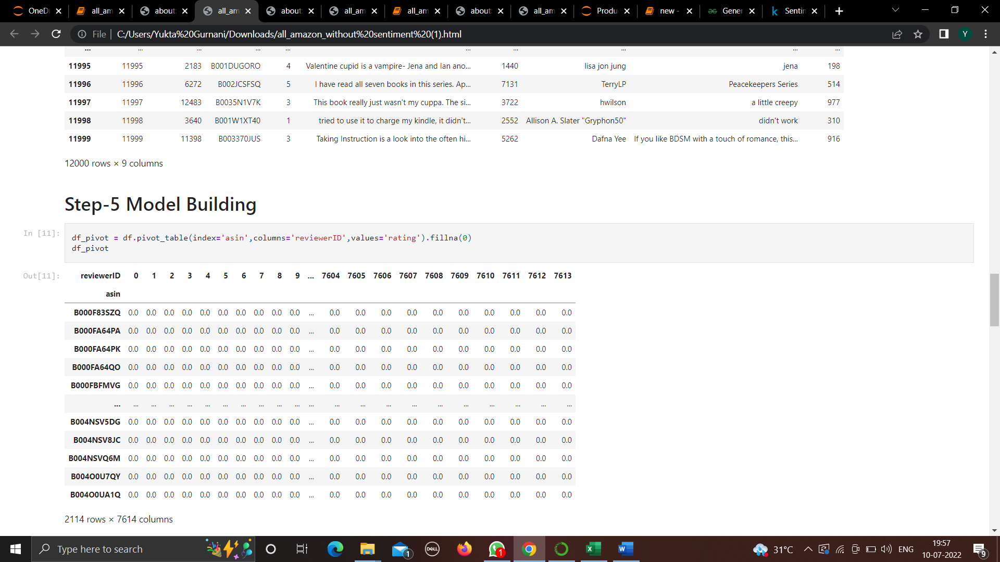 OneDr all_am about: all_am about: all_am all_am about: all_am Produ new - Gener Sentin
File C:/Users/Yukta%20Gurnani/Downloads/all_amazon_without%20sentiment%20(1).html Y
... ... ... ... ... ... ... ... ... ...
11995 11995 2183 B001DUGORO 4 Valentine cupid is a vampire- Jena and Ian ano... 1440 lisa jon jung jena 198
11996 11996 6272 B002JCSFSQ 5 I have read all seven books in this series. Ap... 7131 TerryLP Peacekeepers Series 514
11997 11997 12483 B0035N1V7K 3 This book really just wasn't my cuppa. The si... 3722 hwilson a little creepy 977
11998 11998 3640 B001W1XT40 1 tried to use it to charge my kindle, it didn't... 2552 Allison A. Slater "Gryphon50" didn't work 310
11999 11999 11398 B003370JUS 3 Taking Instruction is a look into the often hi... 5262 Dafna Yee If you like BDSM with a touch of romance, this... 916
12000 rows × 9 columns
Step-5 Model Building
In [11]: df_pivot = df.pivot_table(index='asin',columns='reviewerID',values='rating').fillna(0)
df_pivot
Out[11]: reviewerID 0 1 2 3 4 5 6 7 8 9 ... 7604 7605 7606 7607 7608 7609 7610 7611 7612 7613
asin
B000F83SZQ 0.0 0.0 0.0 0.0 0.0 0.0 0.0 0.0 0.0 0.0 ... 0.0 0.0 0.0 0.0 0.0 0.0 0.0 0.0 0.0 0.0
B000FA64PA 0.0 0.0 0.0 0.0 0.0 0.0 0.0 0.0 0.0 0.0 ... 0.0 0.0 0.0 0.0 0.0 0.0 0.0 0.0 0.0 0.0
B000FA64PK 0.0 0.0 0.0 0.0 0.0 0.0 0.0 0.0 0.0 0.0 ... 0.0 0.0 0.0 0.0 0.0 0.0 0.0 0.0 0.0 0.0
B000FA64QO 0.0 0.0 0.0 0.0 0.0 0.0 0.0 0.0 0.0 0.0 ... 0.0 0.0 0.0 0.0 0.0 0.0 0.0 0.0 0.0 0.0
B000FBFMVG 0.0 0.0 0.0 0.0 0.0 0.0 0.0 0.0 0.0 0.0 ... 0.0 0.0 0.0 0.0 0.0 0.0 0.0 0.0 0.0 0.0
... ... ... ... ... ... ... ... ... ... ... ... ... ... ... ... ... ... ... ... ... ...
B004NSV5DG 0.0 0.0 0.0 0.0 0.0 0.0 0.0 0.0 0.0 0.0 ... 0.0 0.0 0.0 0.0 0.0 0.0 0.0 0.0 0.0 0.0
B004NSV8JC 0.0 0.0 0.0 0.0 0.0 0.0 0.0 0.0 0.0 0.0 ... 0.0 0.0 0.0 0.0 0.0 0.0 0.0 0.0 0.0 0.0
B004NSVQ6M 0.0 0.0 0.0 0.0 0.0 0.0 0.0 0.0 0.0 0.0 ... 0.0 0.0 0.0 0.0 0.0 0.0 0.0 0.0 0.0 0.0
B004O0U7QY 0.0 0.0 0.0 0.0 0.0 0.0 0.0 0.0 0.0 0.0 ... 0.0 0.0 0.0 0.0 0.0 0.0 0.0 0.0 0.0 0.0
B004O0UA1Q 0.0 0.0 0.0 0.0 0.0 0.0 0.0 0.0 0.0 0.0 ... 0.0 0.0 0.0 0.0 0.0 0.0 0.0 0.0 0.0 0.0
2114 rows × 7614 columns
Type here to search 1 DELL 1 31°C ENG 19:57
10-07-2022 9